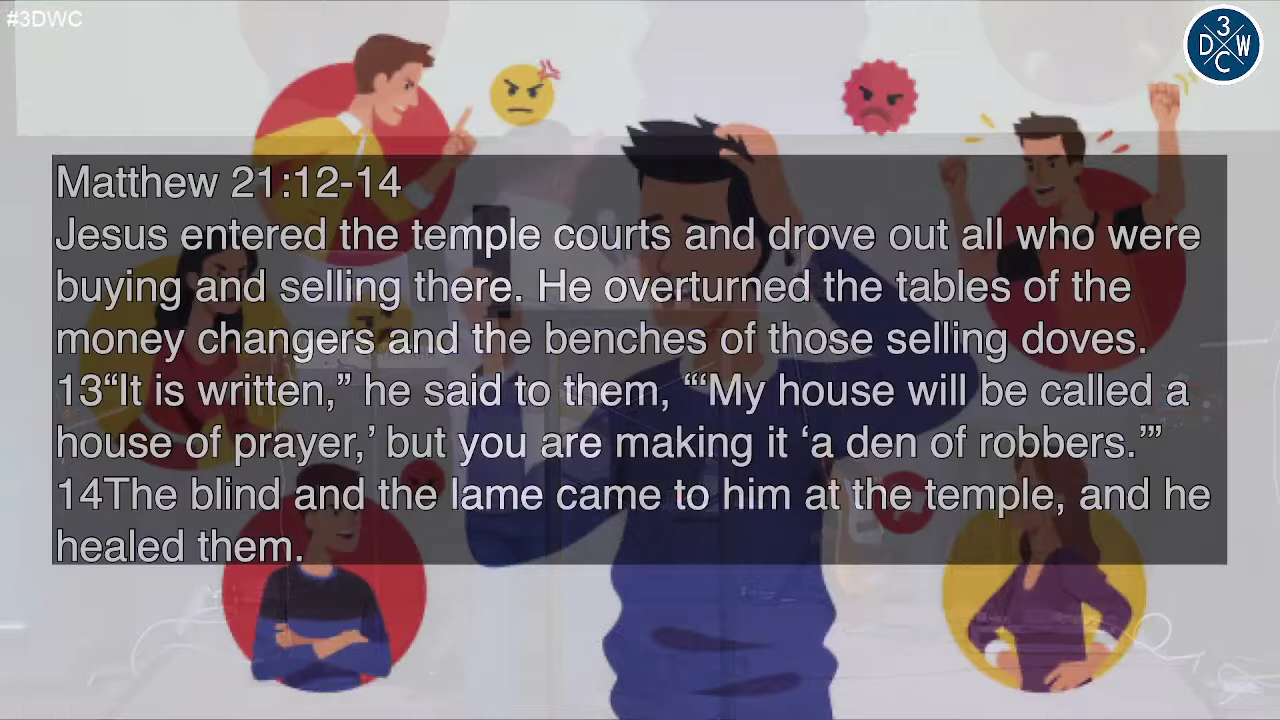 #3DWC
3
D W
C
Matthew 21:12-14
Jesus entered the temple courts and drove out all who were
buying and selling there. He overturned the tables of the
money changers and the benches of those selling doves.
13“It is written,” he said to them, “‘My house will be called a
house of prayer,’ but you are making it ‘a den of robbers.’”
14The blind and the lame came to him at the temple, and he
healed them.